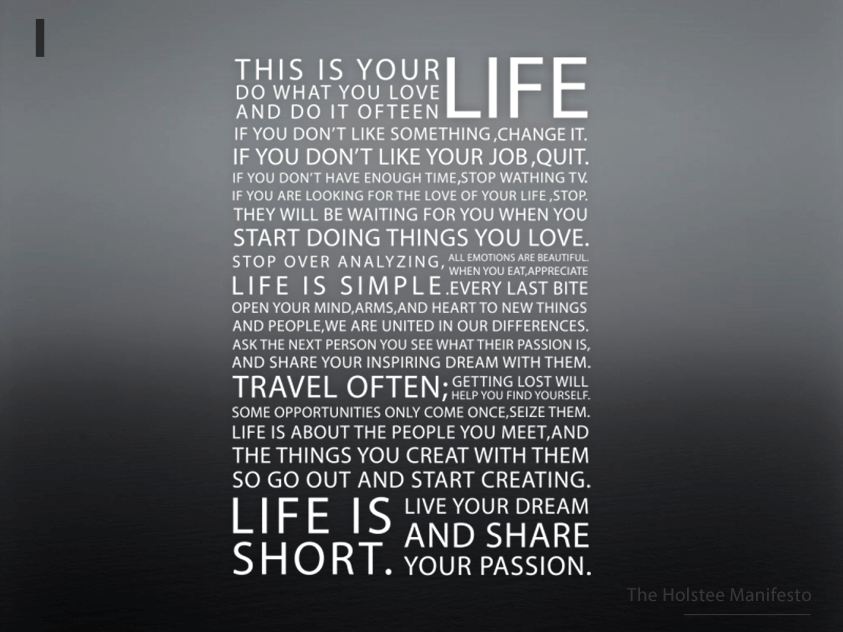 THIS IS YOUR LIFE
DO WHAT YOU LOVE
AND DO IT OFTEEN
IF YOU DON'T LIKE SOMETHING ,CHANGE IT.
IF YOU DON'T LIKE YOUR JOB ,QUIT.
IF YOU DON'T HAVE ENOUGH TIME,STOP WATHING TV.
IF YOU ARE LOOKING FOR THE LOVE OF YOUR LIFE ,STOP.
THEY WILL BE WAITING FOR YOU WHEN YOU
START DOING THINGS YOU LOVE.
STOP OVER ANALYZING,
LIFE IS SIMPLE.
ALL EMOTIONS ARE BEAUTIFUL.
WHEN YOU EAT,APPRECIATE
EVERY LAST BITE
OPEN YOUR MIND,ARMS,AND HEART TO NEW THINGS
AND PEOPLE,WE ARE UNITED IN OUR DIFFERENCES.
ASK THE NEXT PERSON YOU SEE WHAT THEIR PASSION IS,
AND SHARE YOUR INSPIRING DREAM WITH THEM.
TRAVEL OFTEN;
GETTING LOST WILL
HELP YOU FIND YOURSELF.
SOME OPPORTUNITIES ONLY COME ONCE,SEIZE THEM.
LIFE IS ABOUT THE PEOPLE YOU MEET,AND
THE THINGS YOU CREAT WITH THEM
SO GO OUT AND START CREATING.
LIFE IS
SHORT.
LIVE YOUR DREAM
AND SHARE
YOUR PASSION.
The Holstee Manifesto